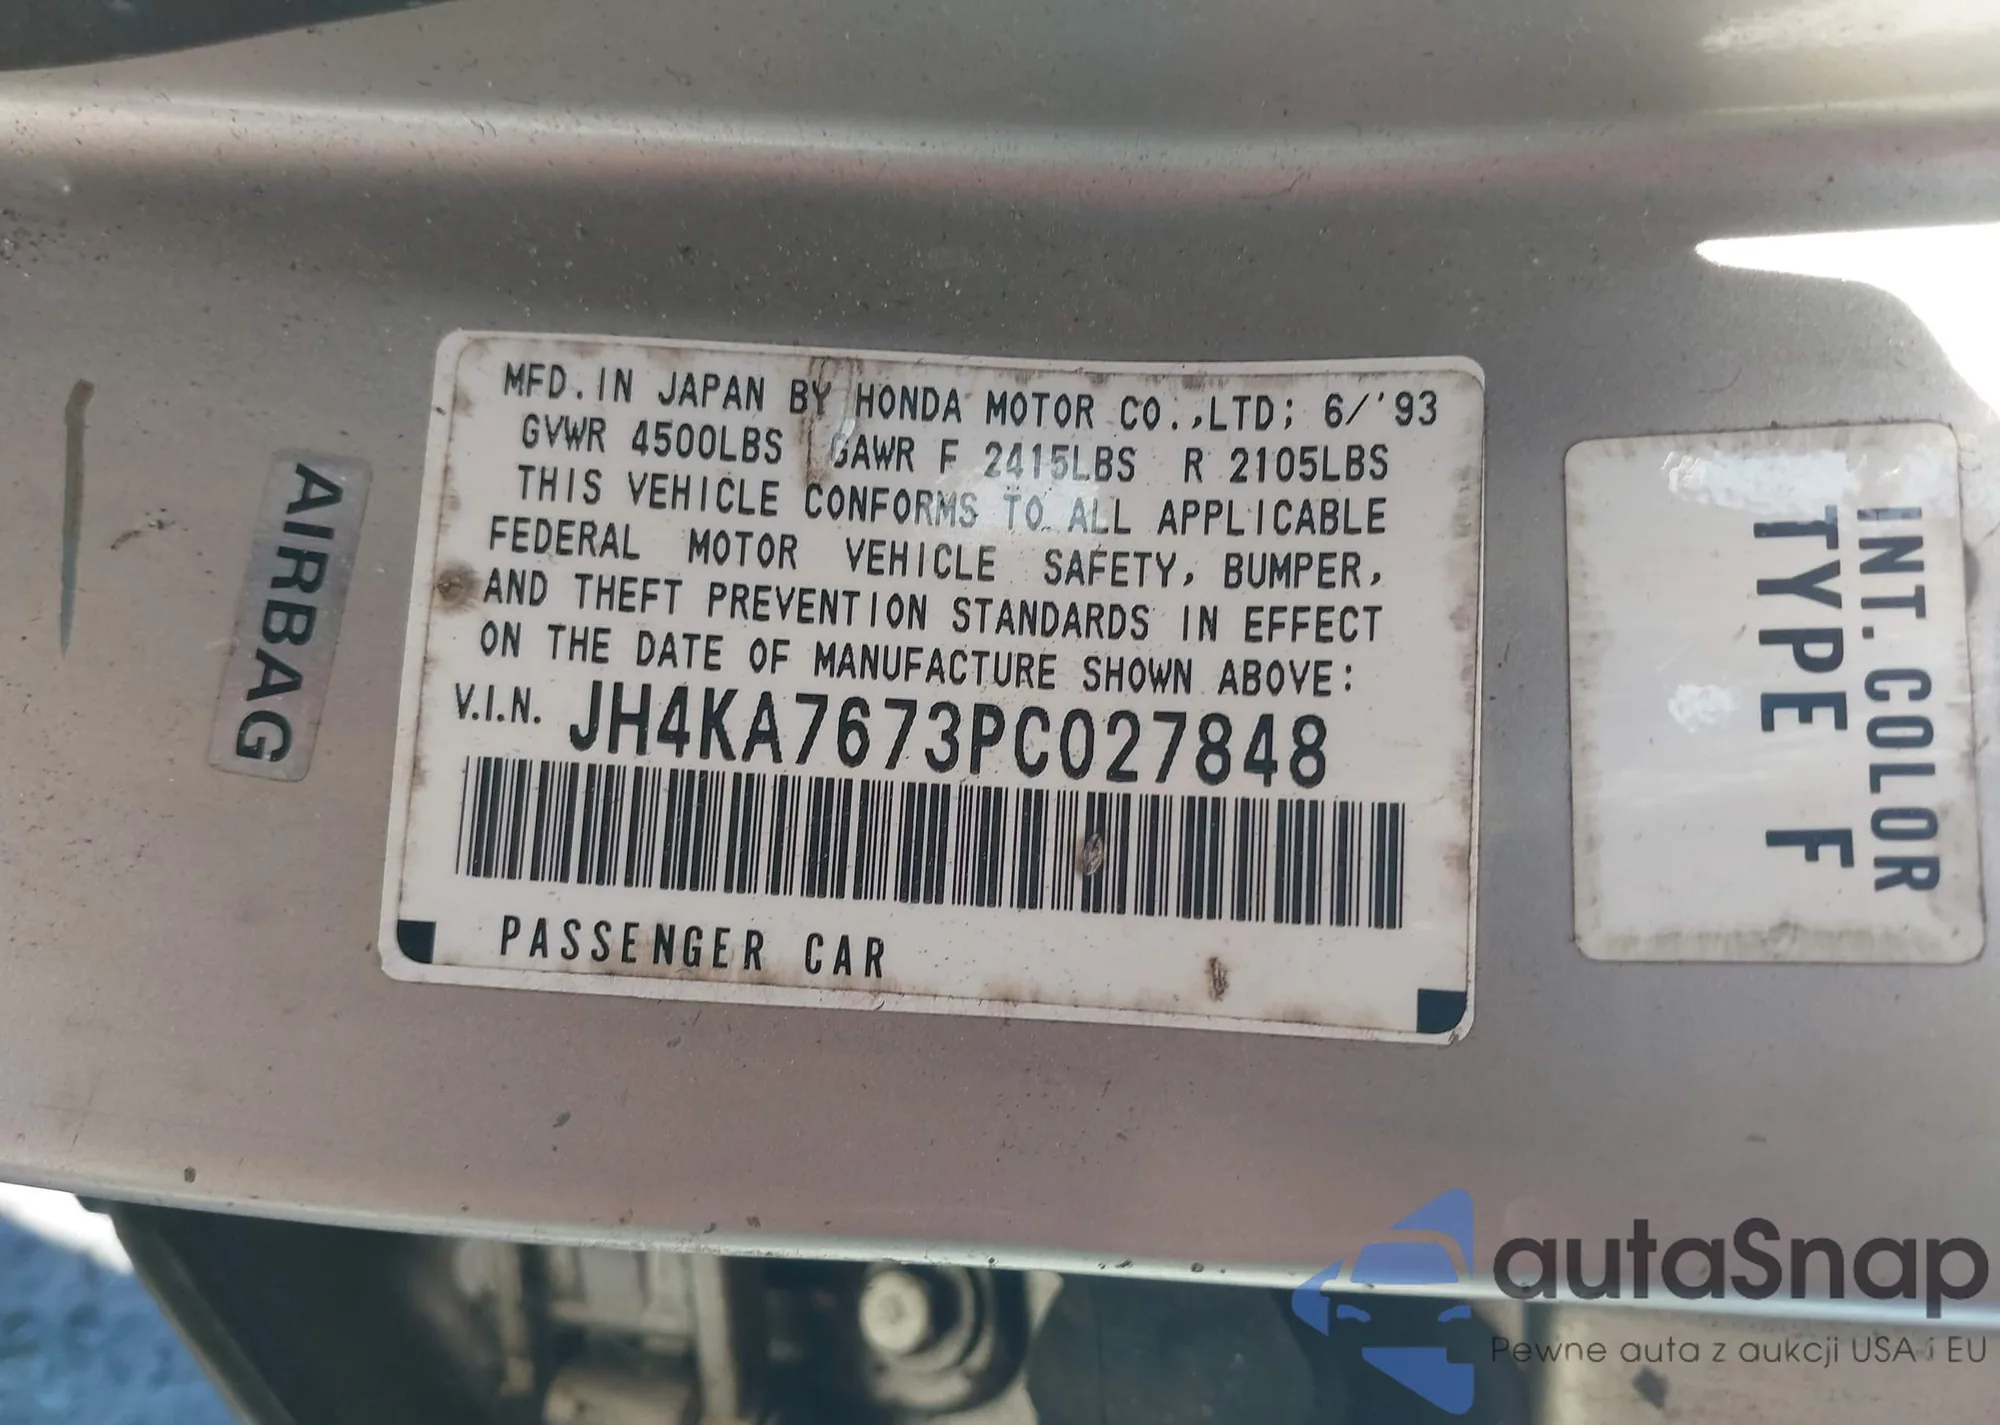 MFD. IN JAPAN BY HONDA MOTOR CO.,LTD; 6/'93
GVWR 4500LBS GAWR F 2415LBS R 2105LBS
THIS VEHICLE CONFORMS TO ALL APPLICABLE
FEDERAL MOTOR VEHICLE SAFETY, BUMPER,
AND THEFT PREVENTION STANDARDS IN EFFECT
ON THE DATE OF MANUFACTURE SHOWN ABOVE:
V.I.N. JH4KA7673PC027848
PASSENGER CAR
AIRBAG
INT. COLOR
TYPE F
autaSnap
Pewne auta z aukcji USA i EU